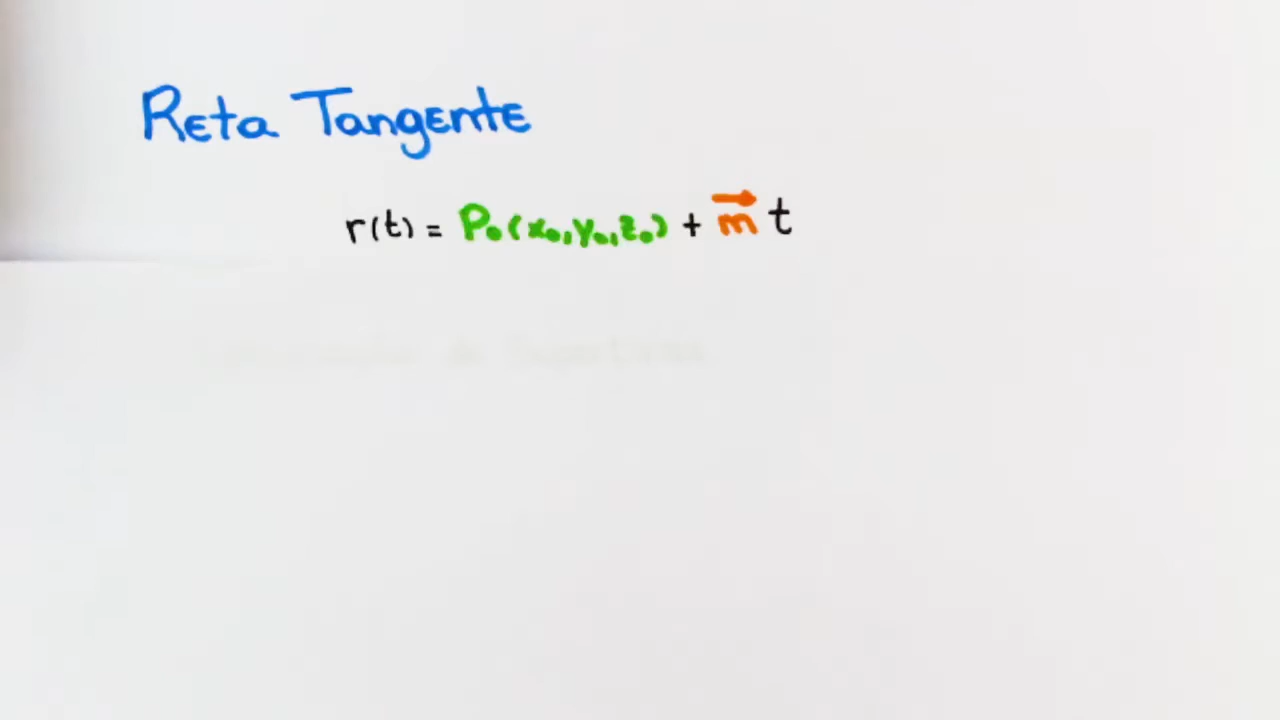 Reta Tangente
r(t) = P₀(x₀,y₀,z₀) + m⃗ t